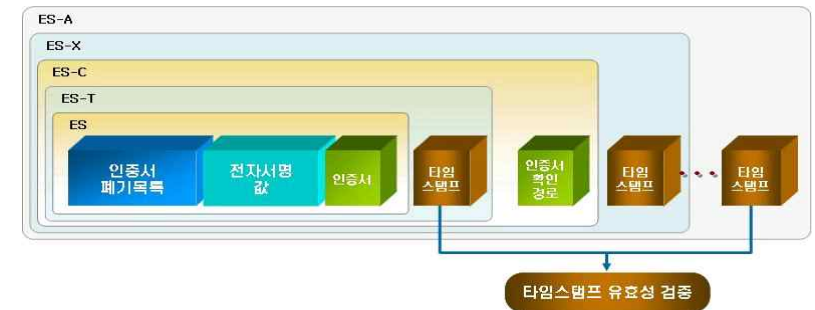 ES-A
ES-X
ES-C
ES-T
ES
인증서
폐기목록
전자서명
값
인증서
타임
스탬프
인증서
확인
경로
타임
스탬프
타임
스탬프
타임스탬프 유효성 검증